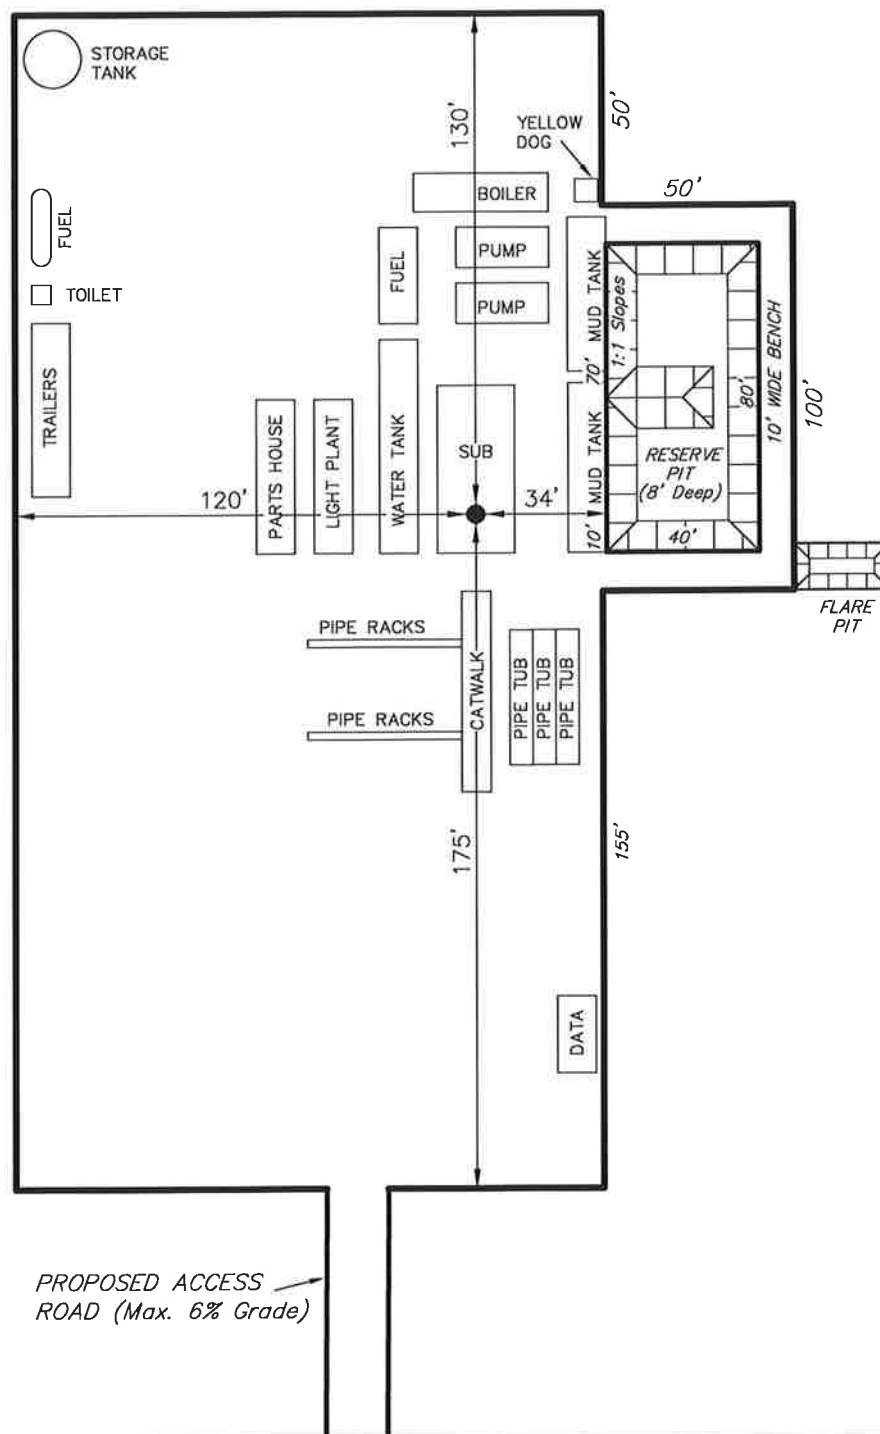 STORAGE
TANK
130'
50'
YELLOW
DOG
50'
BOILER
FUEL
FUEL
PUMP
MUD TANK
TOILET
PUMP
1:1 Slopes
10' WIDE BENCH
70'
80'
100'
TRAILERS
PARTS HOUSE
LIGHT PLANT
WATER TANK
SUB
MUD TANK
RESERVE
PIT
(8' Deep)
120'
34'
10'
40'
FLARE
PIT
PIPE RACKS
CATWALK
PIPE TUB
PIPE TUB
PIPE TUB
PIPE RACKS
175'
155'
DATA
PROPOSED ACCESS
ROAD (Max. 6% Grade)